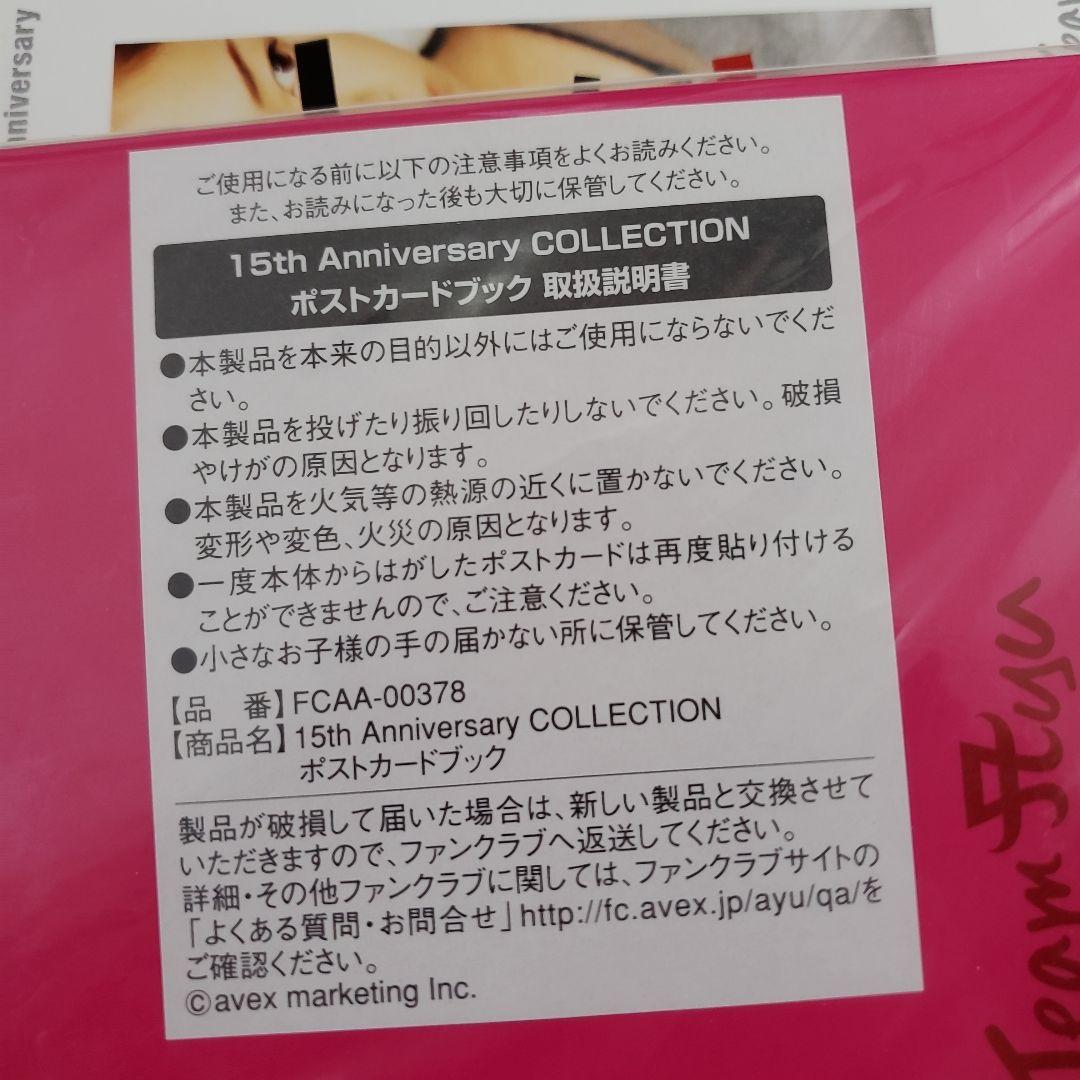 niversary
ご使用になる前に以下の注意事項をよくお読みください。
また、お読みになった後も大切に保管してください。
15th Anniversary COLLECTION
ポストカードブック 取扱説明書
●本製品を本来の目的以外にはご使用にならないでくだ
さい。
●本製品を投げたり振り回したりしないでください。破損
やけがの原因となります。
●本製品を火気等の熱源の近くに置かないでください。
変形や変色、火災の原因となります。
●一度本体からはがしたポストカードは再度貼り付ける
ことができませんので、ご注意ください。
●小さなお子様の手の届かない所に保管してください。
【品　番】FCAA-00378
【商品名】15th Anniversary COLLECTION
ポストカードブック
製品が破損して届いた場合は、新しい製品と交換させて
いただきますので、ファンクラブへ返送してください。
詳細・その他ファンクラブに関しては、ファンクラブサイトの
「よくある質問・お問合せ」http://fc.avex.jp/ayu/qa/を
ご確認ください。
©avex marketing Inc.
Team Ayu